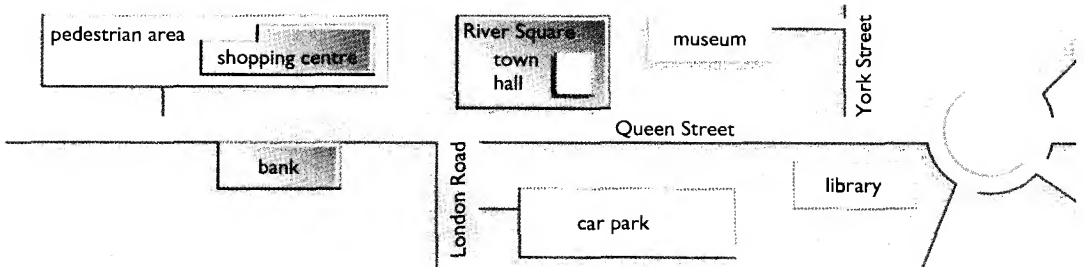 pedestrian area
shopping centre
River Square
town
hall
museum
York Street
Queen Street
bank
London Road
car park
library